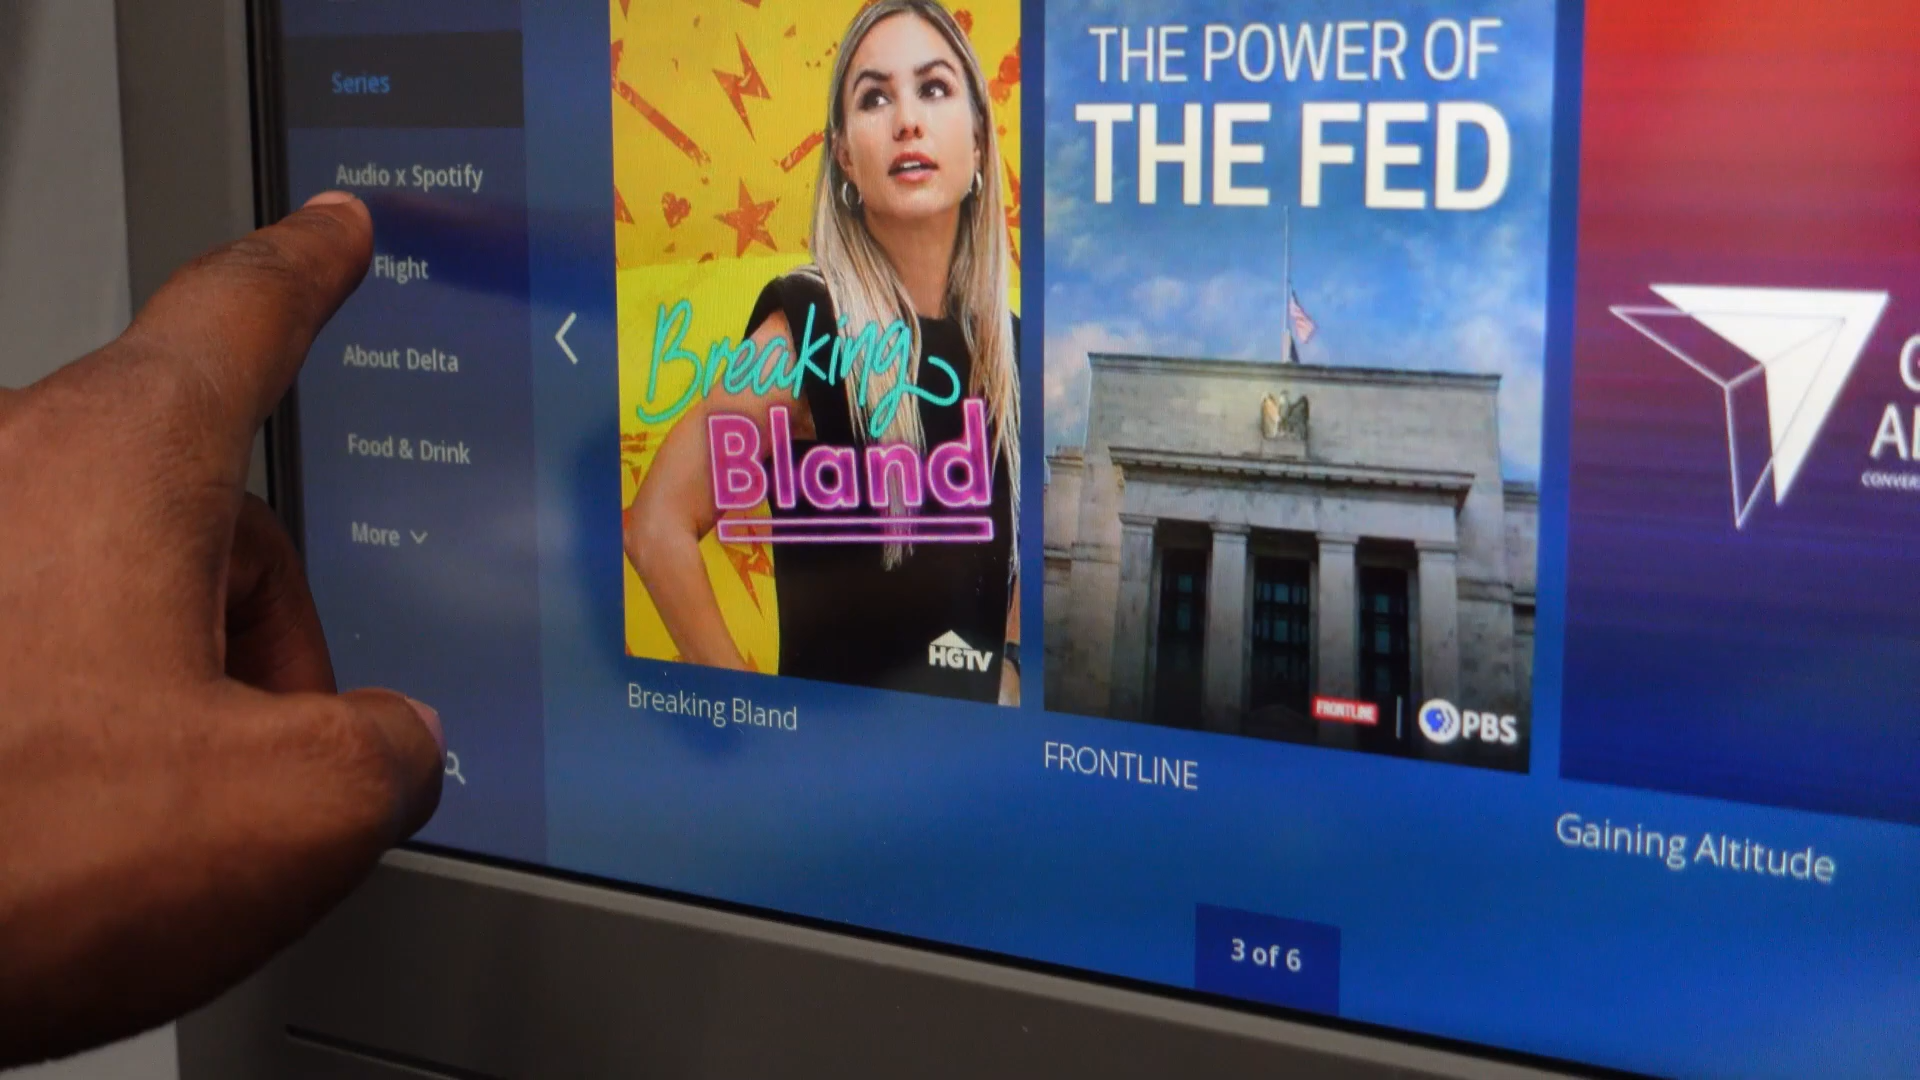 Series
Audio x Spotify
Flight
About Delta
Food & Drink
More
Breaking
Bland
HGTV
Breaking Bland
THE POWER OF
THE FED
FRONTLINE
PBS
FRONTLINE
Gaining Altitude
3 of 6